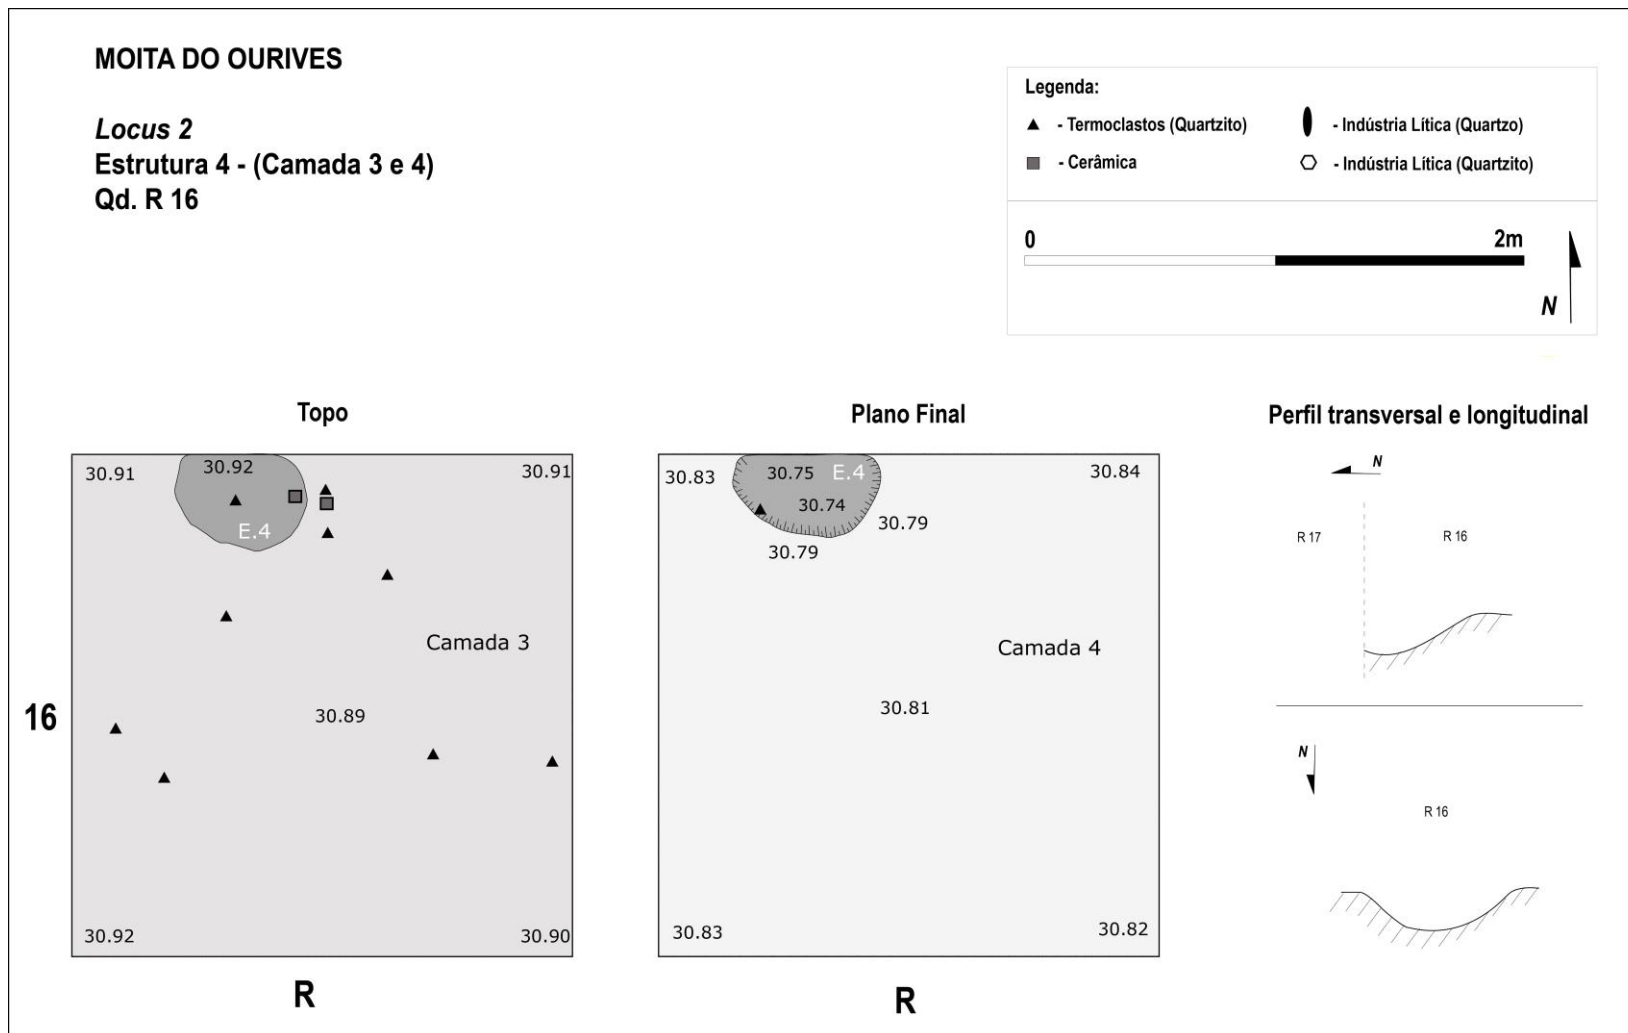 MOITA DO OURIVES
Locus 2
Estrutura 4 - (Camada 3 e 4)
Qd. R 16
Legenda:
- Termoclastos (Quartzito)
- Indústria Lítica (Quartzo)
- Cerâmica
- Indústria Lítica (Quartzito)
0 2m
N
Topo
30.91 30.92 30.91
E.4
Camada 3
16
30.89
30.92 30.90
R
Plano Final
30.83 30.75 E.4 30.84
30.74
30.79
30.79
Camada 4
30.81
30.83 30.82
R
Perfil transversal e longitudinal
N
R 17 R 16
N
R 16